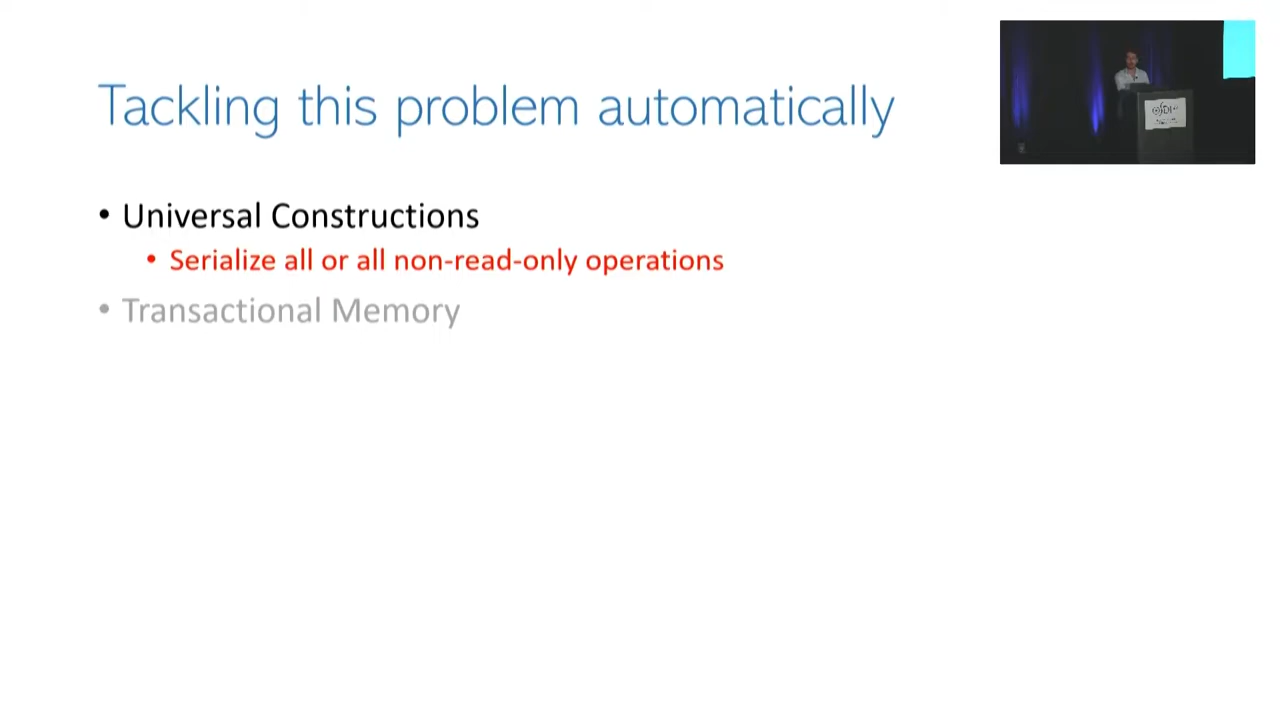 Tackling this problem automatically
• Universal Constructions
• Serialize all or all non-read-only operations
• Transactional Memory